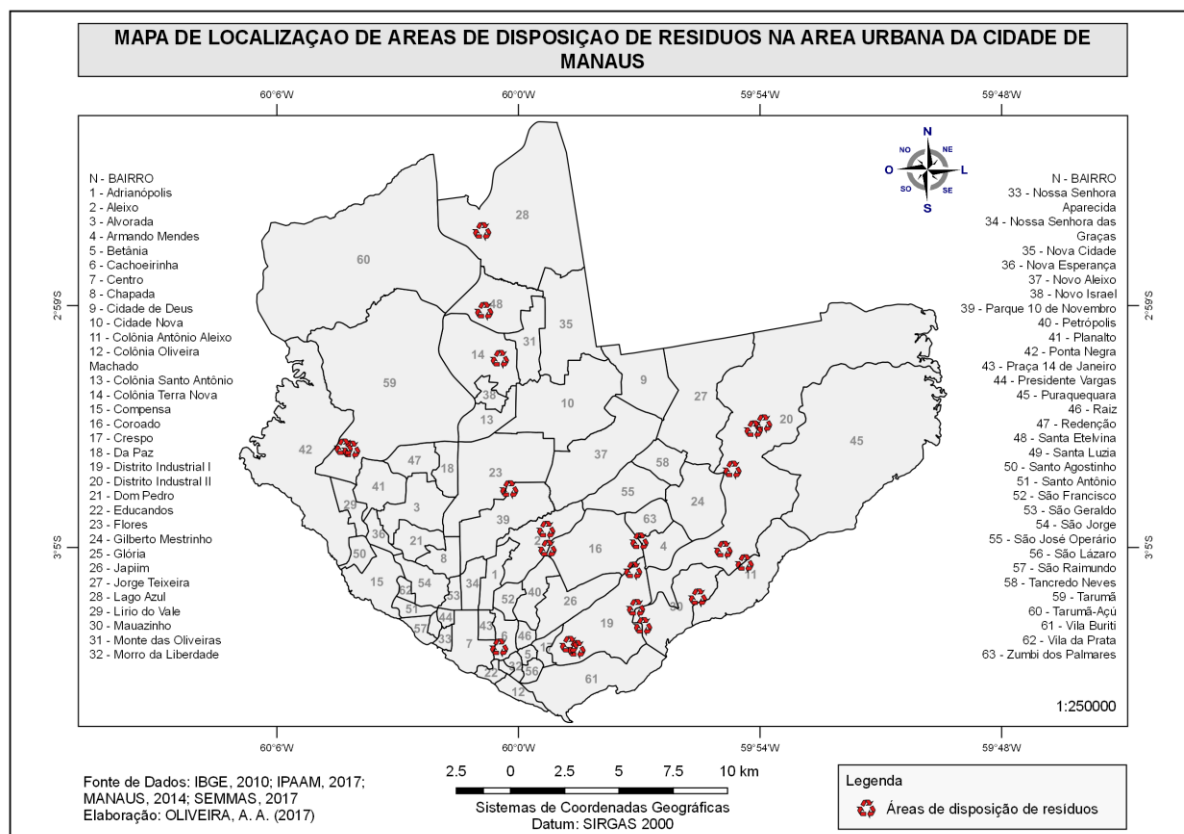 MAPA DE LOCALIZAÇAO DE AREAS DE DISPOSIÇAO DE RESIDUOS NA AREA URBANA DA CIDADE DE
MANAUS
60°6'W
60°0'W
59°54'W
59°48'W
N
NO
NE
O
L
SO
SE
S
N - BAIRRO
1 - Adrianópolis
2 - Aleixo
3 - Alvorada
4 - Armando Mendes
5 - Betânia
6 - Cachoeirinha
7 - Centro
8 - Chapada
9 - Cidade de Deus
10 - Cidade Nova
11 - Colônia Antônio Aleixo
12 - Colônia Oliveira
Machado
13 - Colônia Santo Antônio
14 - Colônia Terra Nova
15 - Compensa
16 - Coroado
17 - Crespo
18 - Da Paz
19 - Distrito Industrial I
20 - Distrito Indusrtial II
21 - Dom Pedro
22 - Educandos
23 - Flores
24 - Gilberto Mestrinho
25 - Glória
26 - Japiim
27 - Jorge Teixeira
28 - Lago Azul
29 - Lirio do Vale
30 - Mauazinho
31 - Monte das Oliveiras
32 - Morro da Liberdade
N - BAIRRO
33 - Nossa Senhora
Aparecida
34 - Nossa Senhora das
Graças
35 - Nova Cidade
36 - Nova Esperança
37 - Novo Aleixo
38 - Novo Israel
39 - Parque 10 de Novembro
40 - Petrópolis
41 - Planalto
42 - Ponta Negra
43 - Praça 14 de Janeiro
44 - Presidente Vargas
45 - Puraquequara
46 - Raiz
47 - Redenção
48 - Santa Etelvina
49 - Santa Luzia
50 - Santo Agostinho
51 - Santo Antônio
52 - São Francisco
53 - São Geraldo
54 - São Jorge
55 - São José Operário
56 - São Lázaro
57 - São Raimundo
58 - Tancredo Neves
59 - Tarumã
60 - Tarumã-Açú
61 - Vila Buriti
62 - Vila da Prata
63 - Zumbi dos Palmares
2°59'S
2°59'S
3°5'S
3°5'S
28
60
48
35
31
14
59
38
9
10
27
13
20
45
42
47
18
23
37
58
41
55
24
29
3
39
63
36
21
16
4
50
8
11
15
54
34
1
40
26
52
53
51
19
57
44
33
43
7
6
46
5
56
22
12
61
1:250000
60°6'W
60°0'W
59°54'W
59°48'W
Fonte de Dados: IBGE, 2010; IPAAM, 2017;
MANAUS, 2014; SEMMAS, 2017
Elaboração: OLIVEIRA, A. A. (2017)
2.5 0 2.5 5 7.5 10 km
Sistemas de Coordenadas Geográficas
Datum: SIRGAS 2000
Legenda
Áreas de disposição de resíduos